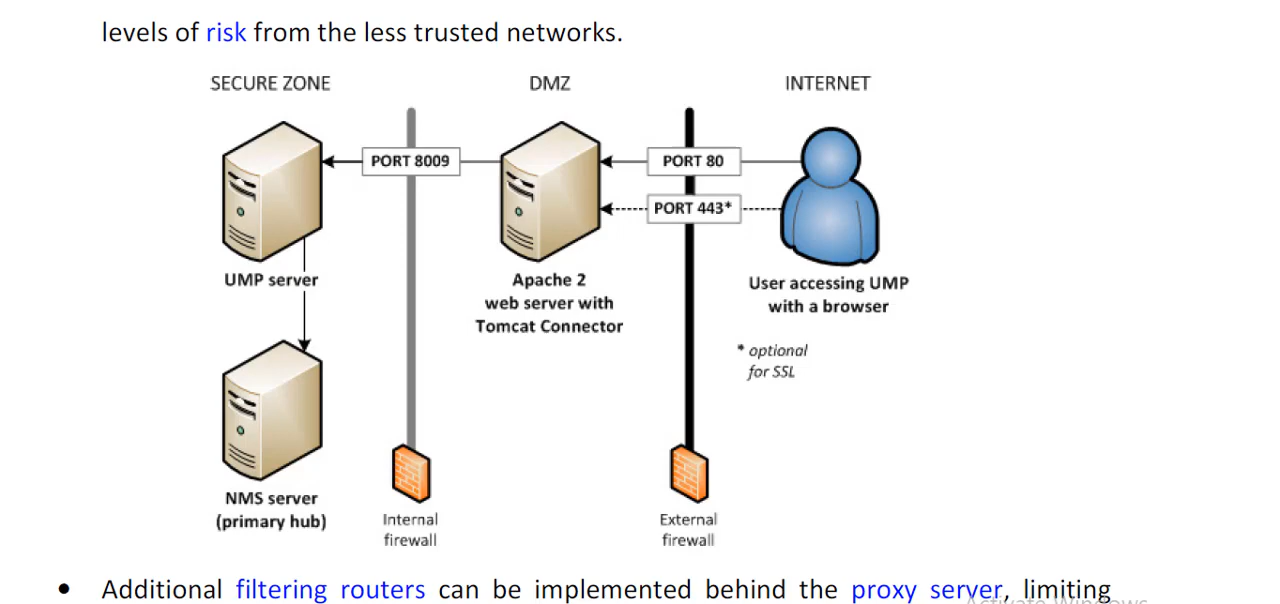 levels of risk from the less trusted networks.
SECURE ZONE
DMZ
INTERNET
PORT 8009
PORT 80
PORT 443*
UMP server
Apache 2
web server with
Tomcat Connector
User accessing UMP
with a browser
* optional
for SSL
NMS server
(primary hub)
Internal
firewall
External
firewall
• Additional filtering routers can be implemented behind the proxy server, limiting
Activate Windows